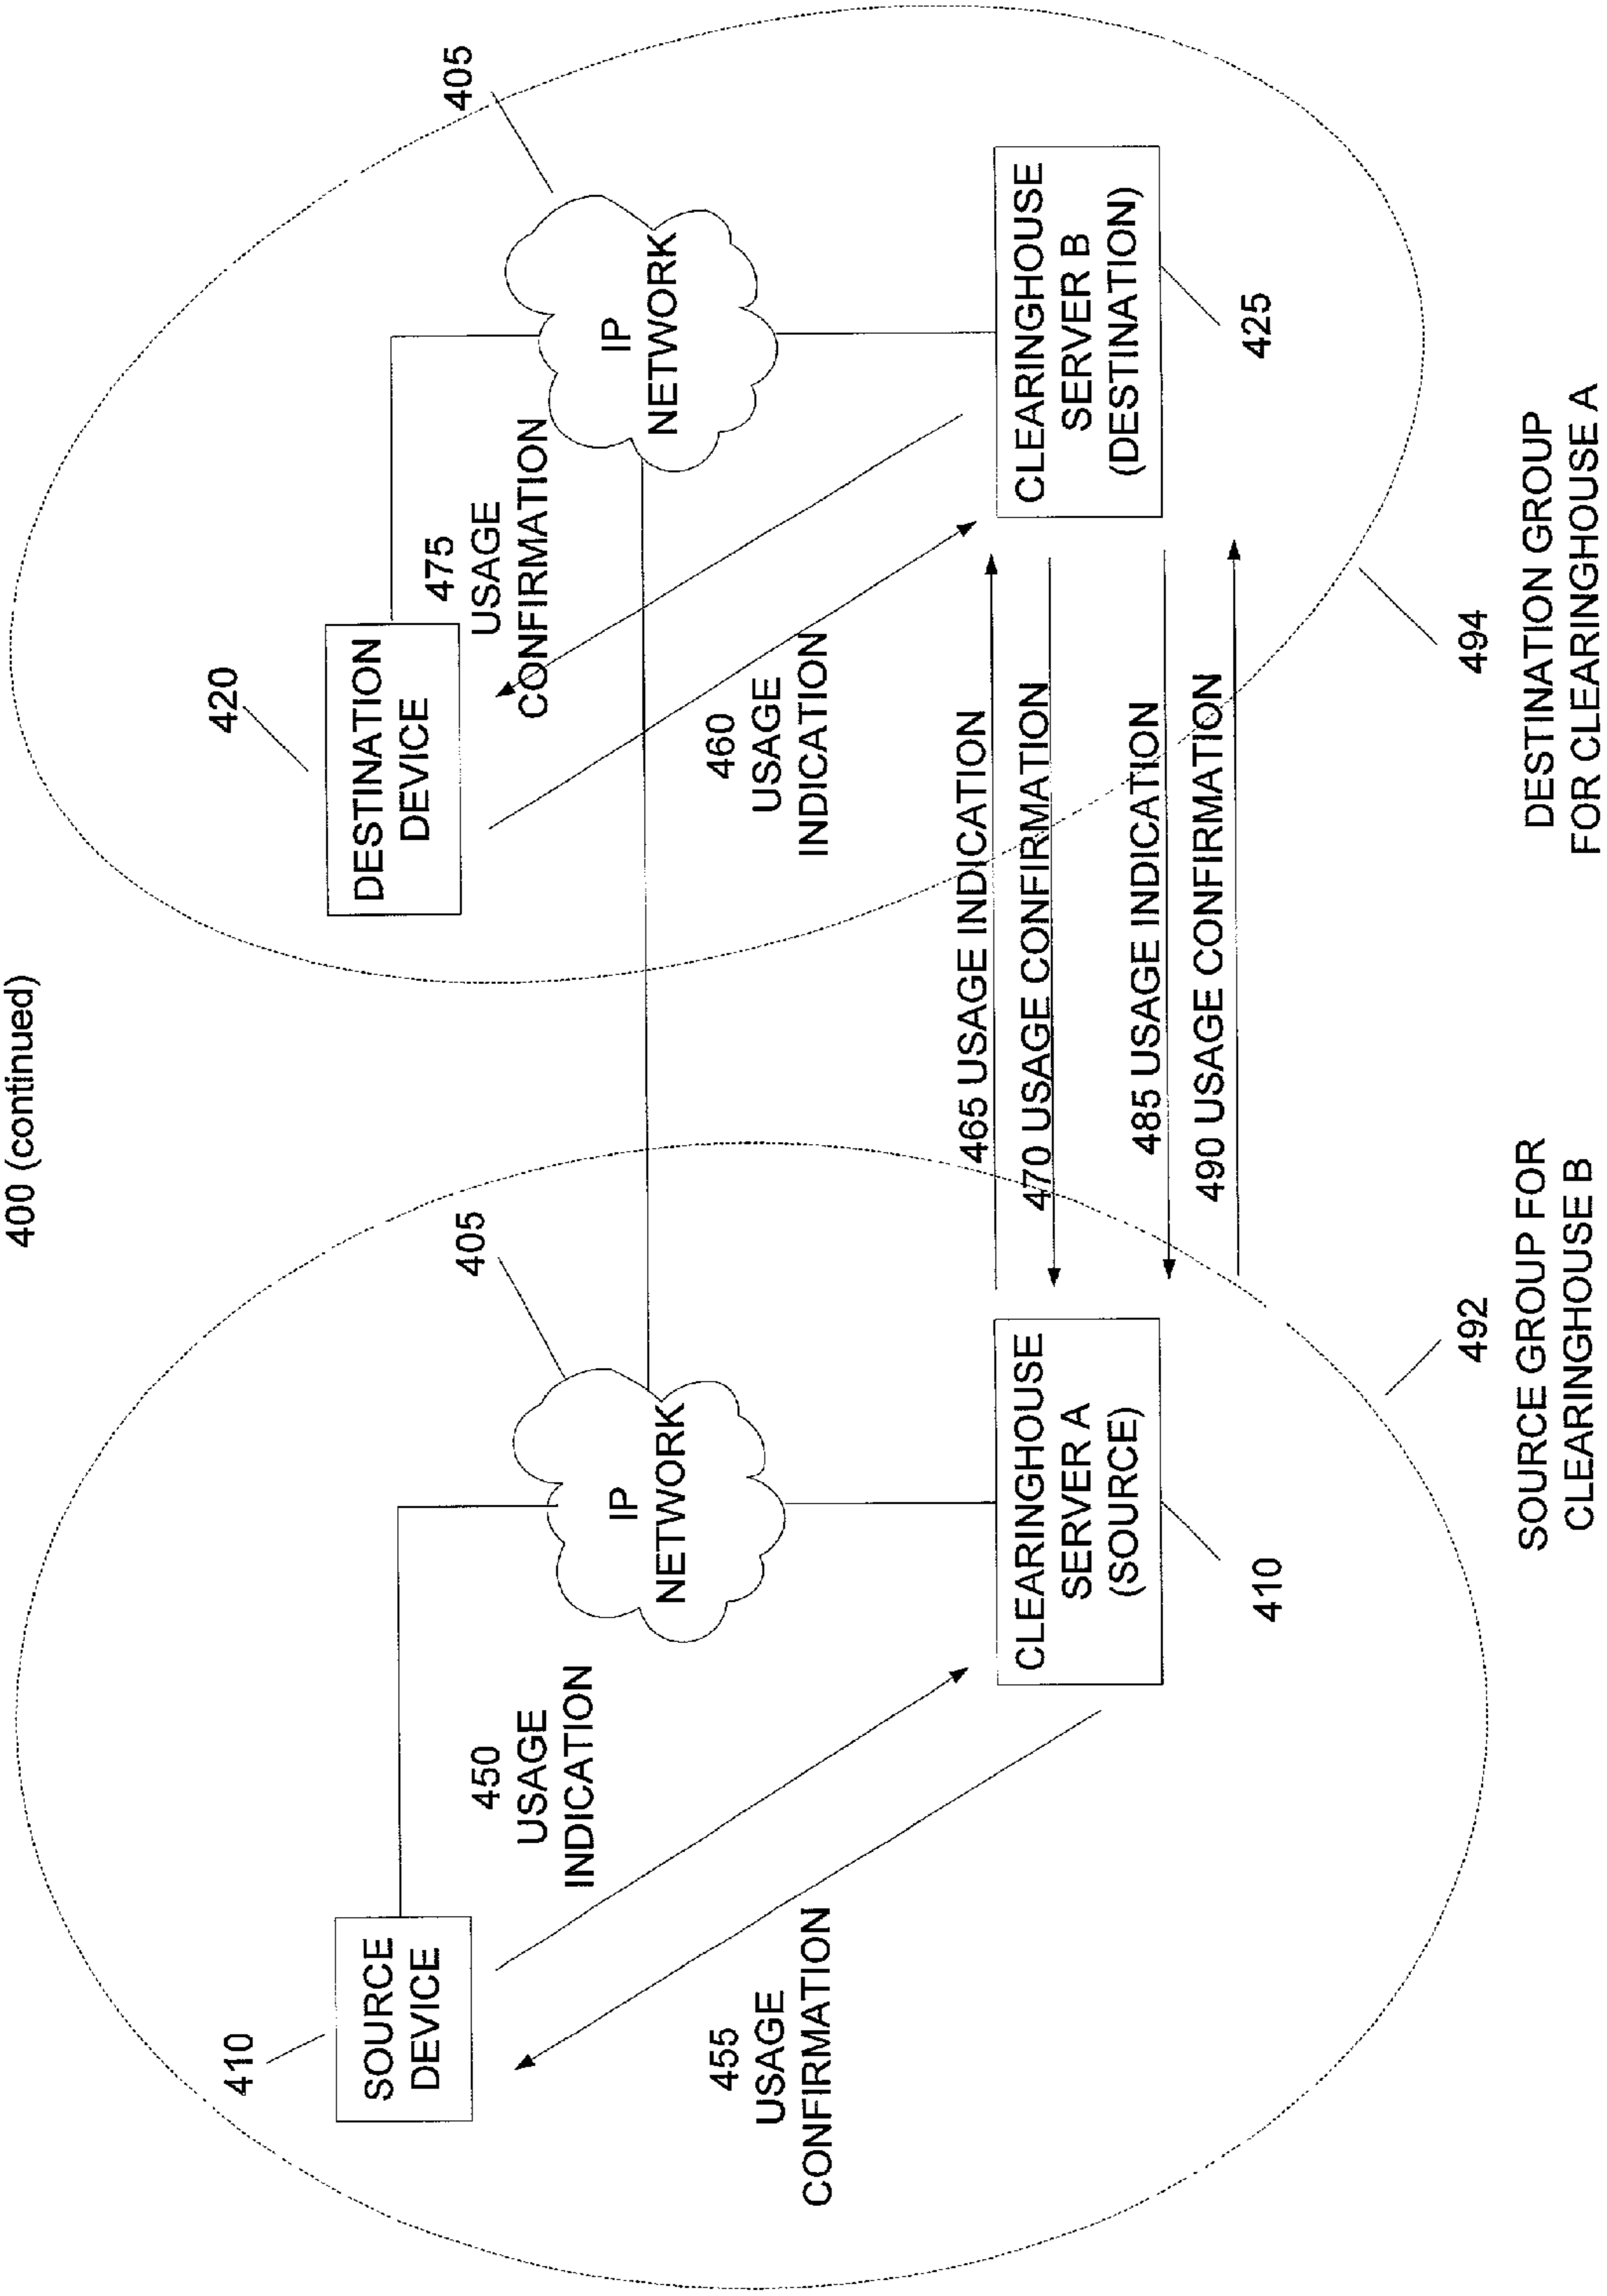 400 (continued)
410
SOURCE
DEVICE
450
USAGE
INDICATION
455
USAGE
CONFIRMATION
405
IP
NETWORK
CLEARINGHOUSE
SERVER A
(SOURCE)
410
492
SOURCE GROUP FOR
CLEARINGHOUSE B
420
DESTINATION
DEVICE
475
USAGE
CONFIRMATION
460
USAGE
INDICATION
405
IP
NETWORK
465 USAGE INDICATION
470 USAGE CONFIRMATION
485 USAGE INDICATION
490 USAGE CONFIRMATION
CLEARINGHOUSE
SERVER B
(DESTINATION)
425
494
DESTINATION GROUP
FOR CLEARINGHOUSE A